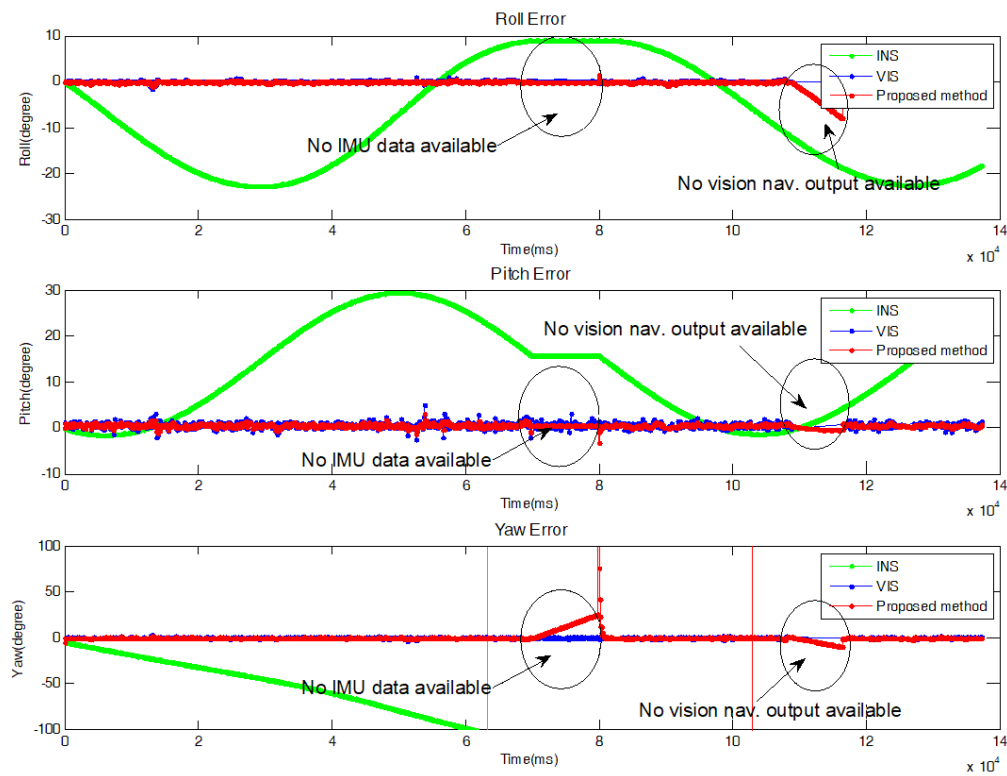 Roll Error
10
0
-10
-20
-30
Roll(degree)
INS
VIS
Proposed method
No IMU data available
No vision nav. output available
0 2 4 6 8 10 12 14
Time(ms)
x 10⁴
Pitch Error
30
20
10
0
-10
Pitch(degree)
INS
VIS
Proposed method
No vision nav. output available
No IMU data available
0 2 4 6 8 10 12 14
Time(ms)
x 10⁴
Yaw Error
100
50
0
-50
-100
Yaw(degree)
INS
VIS
Proposed method
No IMU data available
No vision nav. output available
0 2 4 6 8 10 12 14
Time(ms)
x 10⁴